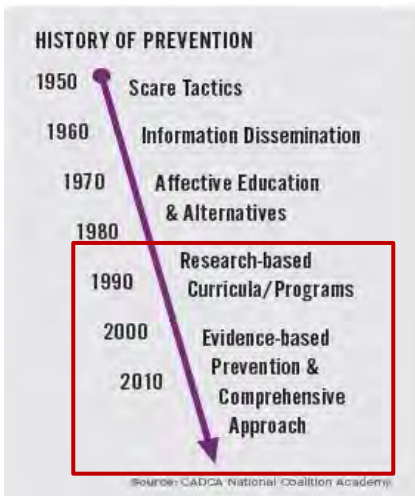 HISTORY OF PREVENTION
1950 Scare Tactics
1960 Information Dissemination
1970 Affective Education
& Alternatives
1980
Research-based
1990 Curricula/Programs
2000 Evidence-based
Prevention &
2010 Comprehensive
Approach
Source: CADCA National Coalition Academy